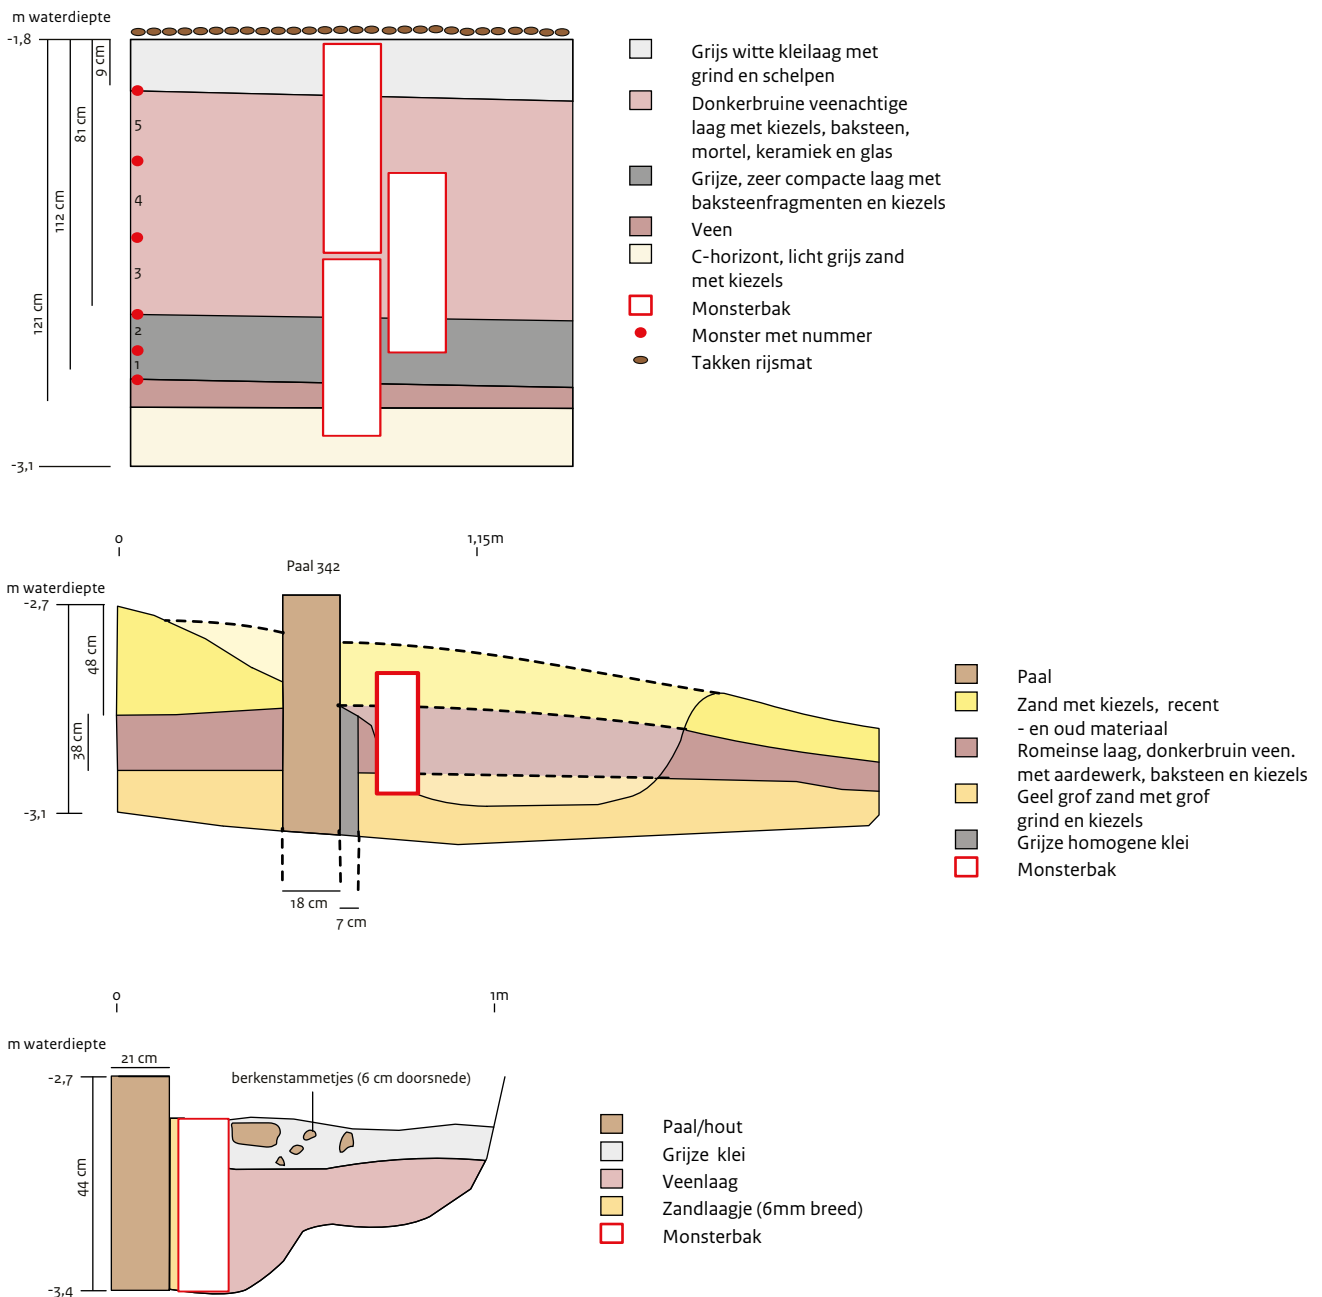 m waterdiepte
-1,8
9 cm
81 cm
112 cm
121 cm
5
4
3
2
1
-3,1
Grijs witte kleilaag met
grind en schelpen
Donkerbruine veenachtige
laag met kiezels, baksteen,
mortel, keramiek en glas
Grijze, zeer compacte laag met
baksteenfragmenten en kiezels
Veen
C-horizont, licht grijs zand
met kiezels
Monsterbak
Monster met nummer
Takken rijsmat
0
1,15m
Paal 342
m waterdiepte
-2,7
48 cm
38 cm
-3,1
18 cm
7 cm
Paal
Zand met kiezels, recent
- en oud materiaal
Romeinse laag, donkerbruin veen.
met aardewerk, baksteen en kiezels
Geel grof zand met grof
grind en kiezels
Grijze homogene klei
Monsterbak
0
1m
m waterdiepte
21 cm
-2,7
berkenstammetjes (6 cm doorsnede)
44 cm
-3,4
Paal/hout
Grijze klei
Veenlaag
Zandlaagje (6mm breed)
Monsterbak